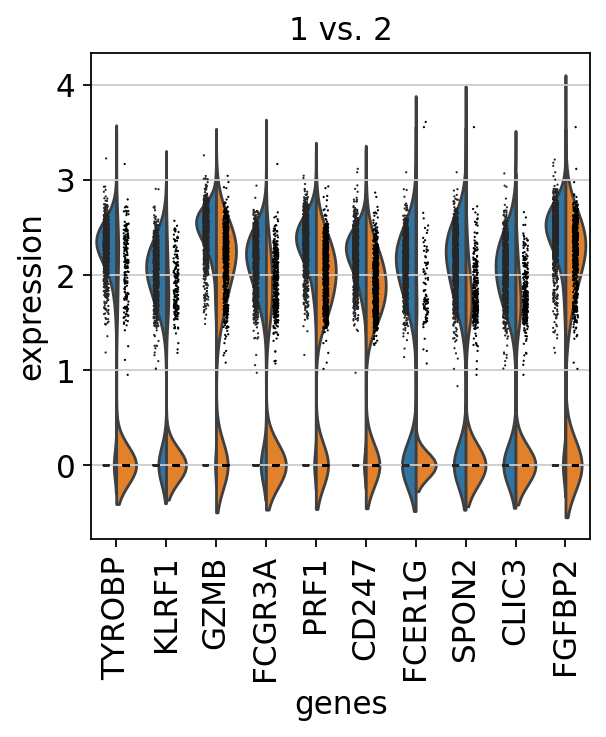 1 vs. 2
expression
4
3
2
1
0
TYROBP
KLRF1
GZMB
FCGR3A
PRF1
CD247
FCER1G
SPON2
CLIC3
FGFBP2
genes